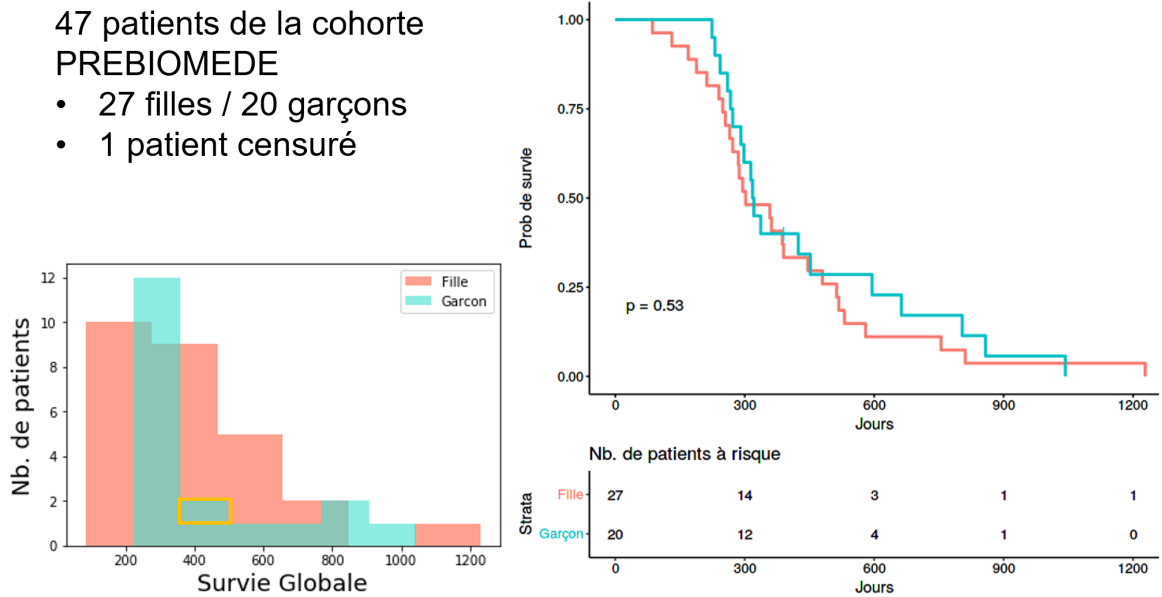 47 patients de la cohorte
PREBIOMEDE
• 27 filles / 20 garçons
• 1 patient censuré
Nb. de patients
12
10
8
6
4
2
0
Fille
Garcon
200 400 600 800 1000 1200
Survie Globale
Prob de survie
1.00
0.75
0.50
0.25
0.00
p = 0.53
0 300 600 900 1200
Jours
Nb. de patients à risque
Strata
Fille 27 14 3 1 1
Garçon 20 12 4 1 0
0 300 600 900 1200
Jours